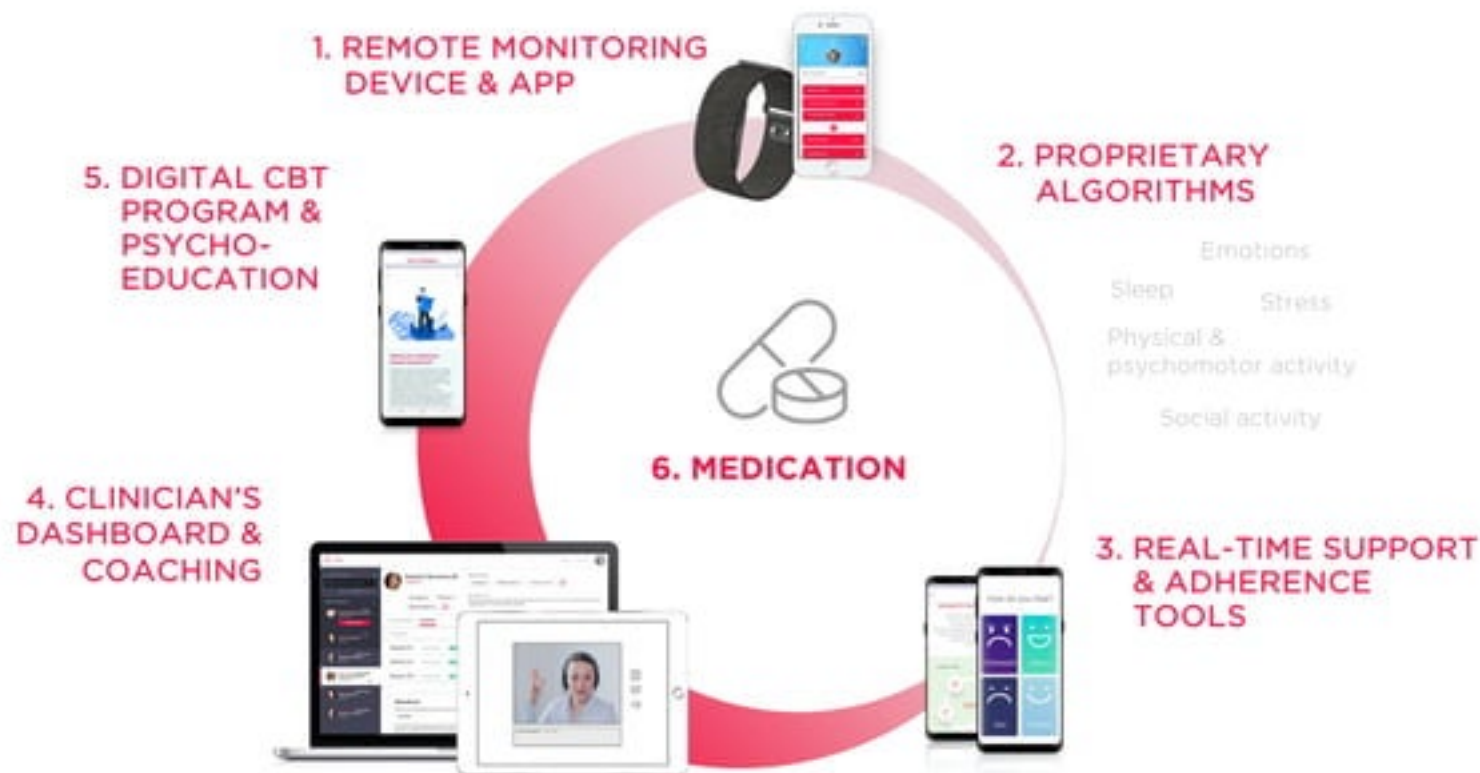 1. REMOTE MONITORING
DEVICE & APP
2. PROPRIETARY
ALGORITHMS
Emotions
Sleep
Stress
Physical &
psychomotor activity
Social activity
3. REAL-TIME SUPPORT
& ADHERENCE
TOOLS
How do you feel?
4. CLINICIAN'S
DASHBOARD &
COACHING
5. DIGITAL CBT
PROGRAM &
PSYCHO-
EDUCATION
6. MEDICATION